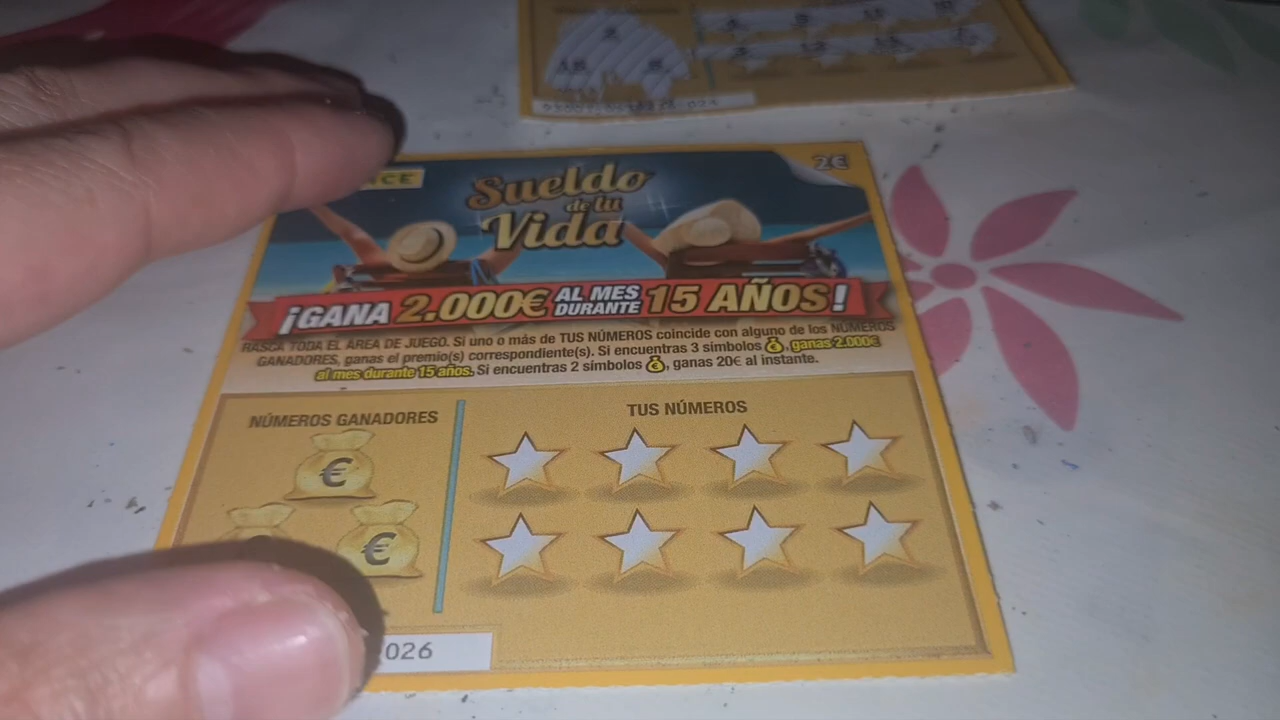 2€
Sueldo
de tu
Vida
¡GANA 2.000€ AL MES DURANTE 15 AÑOS!
RASCA TODA EL ÁREA DE JUEGO. Si uno o más de TUS NÚMEROS coincide con alguno de los NÚMEROS
GANADORES, ganas el premio(s) correspondiente(s). Si encuentras 3 símbolos €, ganas 2.000€
al mes durante 15 años. Si encuentras 2 símbolos €, ganas 20€ al instante.
NÚMEROS GANADORES
TUS NÚMEROS
€
€
026